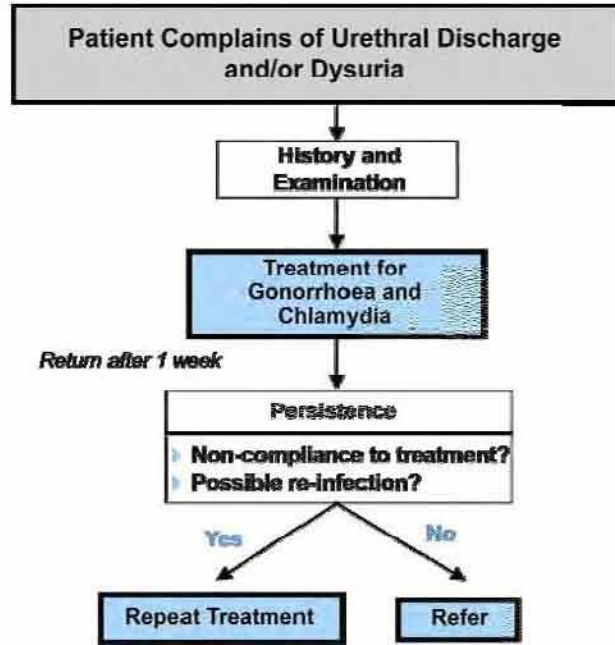 Patient Complains of Urethral Discharge
and/or Dysuria
History and
Examination
Treatment for
Gonorrhoea and
Chlamydia
Return after 1 week
Persistence
Non-compliance to treatment?
Possible re-infection?
Yes
No
Repeat Treatment
Refer